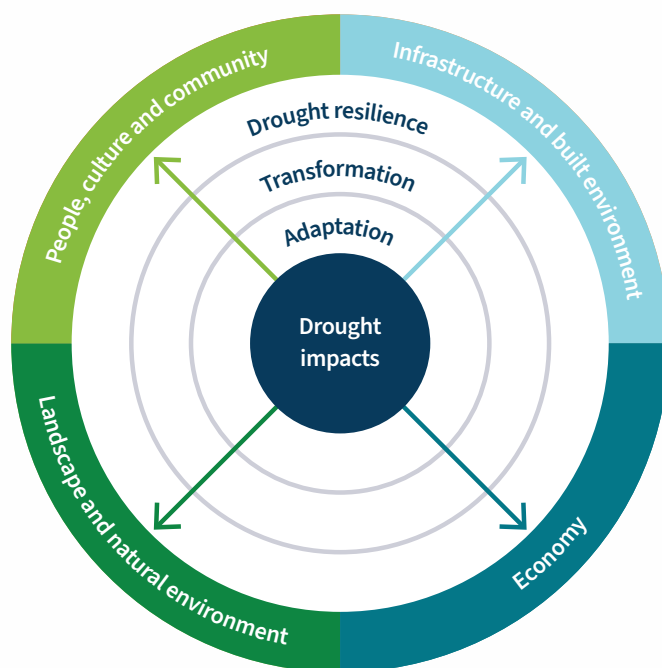 People, culture and community
Infrastructure and built environment
Drought resilience
Transformation
Adaptation
Drought
impacts
Landscape and natural environment
Economy